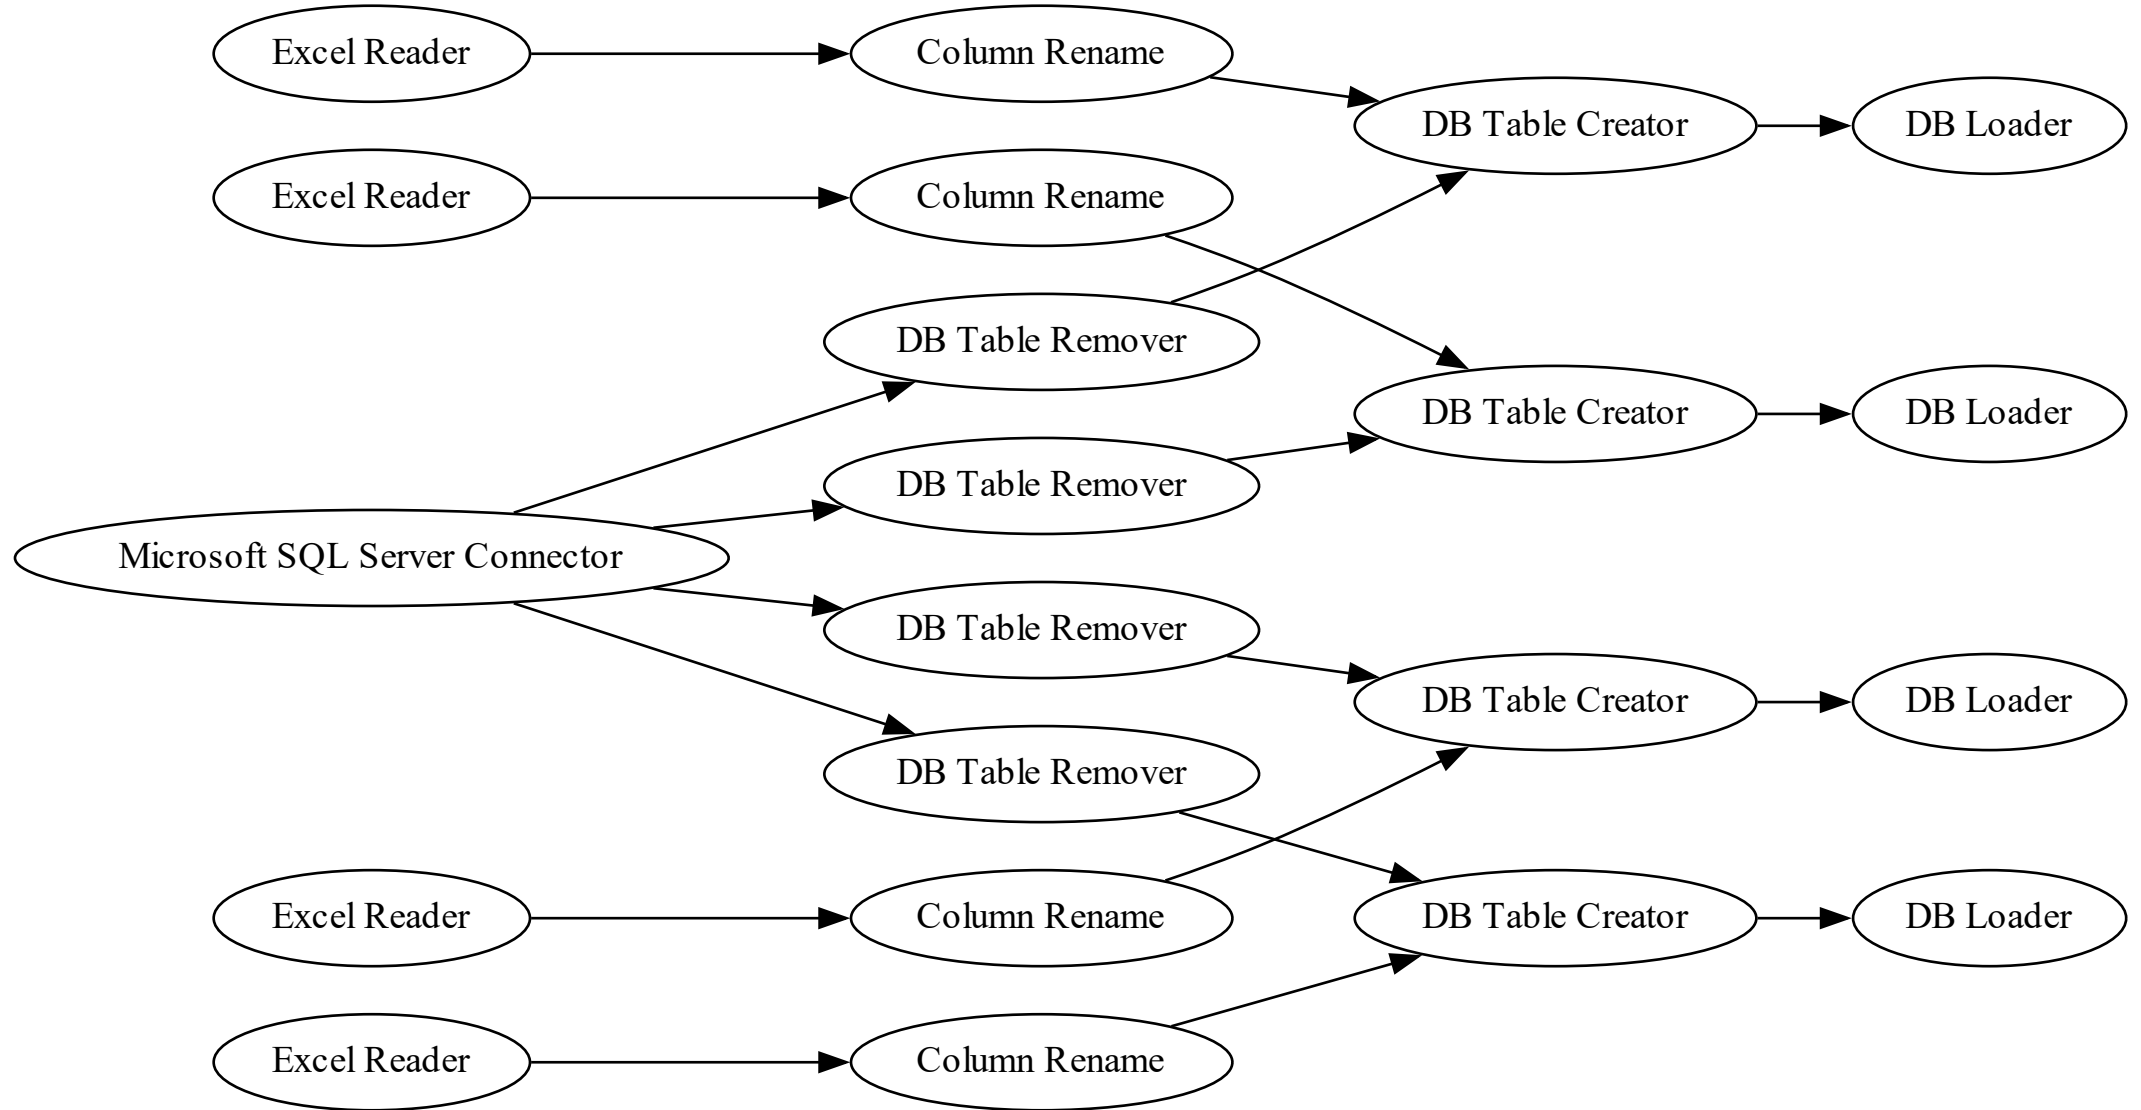 Excel Reader
Column Rename
DB Table Creator
DB Loader
Excel Reader
Column Rename
DB Table Remover
DB Table Creator
DB Loader
DB Table Remover
Microsoft SQL Server Connector
DB Table Remover
DB Table Creator
DB Loader
DB Table Remover
Excel Reader
Column Rename
DB Table Creator
DB Loader
Excel Reader
Column Rename